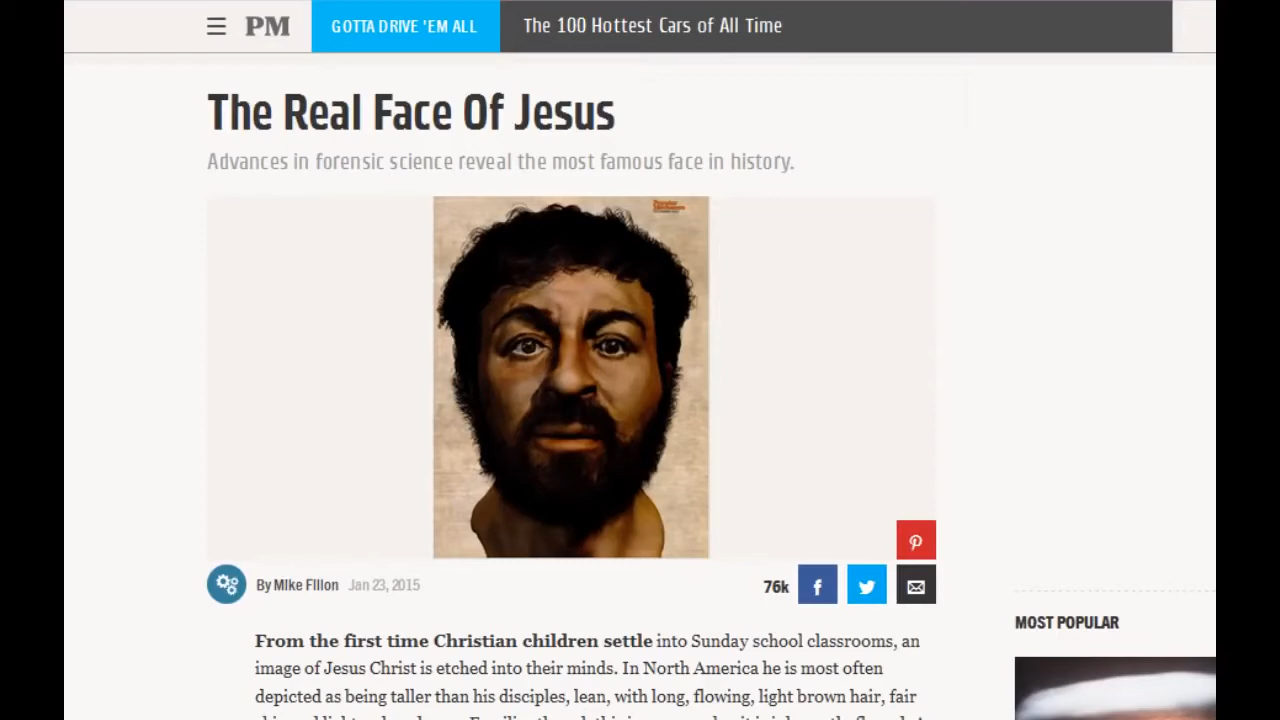 PM
GOTTA DRIVE 'EM ALL
The 100 Hottest Cars of All Time
The Real Face Of Jesus
Advances in forensic science reveal the most famous face in history.
By Mike Fillon Jan 23, 2015
76k
From the first time Christian children settle into Sunday school classrooms, an
image of Jesus Christ is etched into their minds. In North America he is most often
depicted as being taller than his disciples, lean, with long, flowing, light brown hair, fair
MOST POPULAR